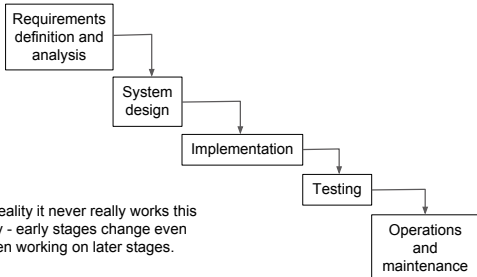 Requirements
definition and
analysis
System
design
Implementation
Testing
eality it never really works this
- early stages change even
en working on later stages.
Operations
and
maintenance